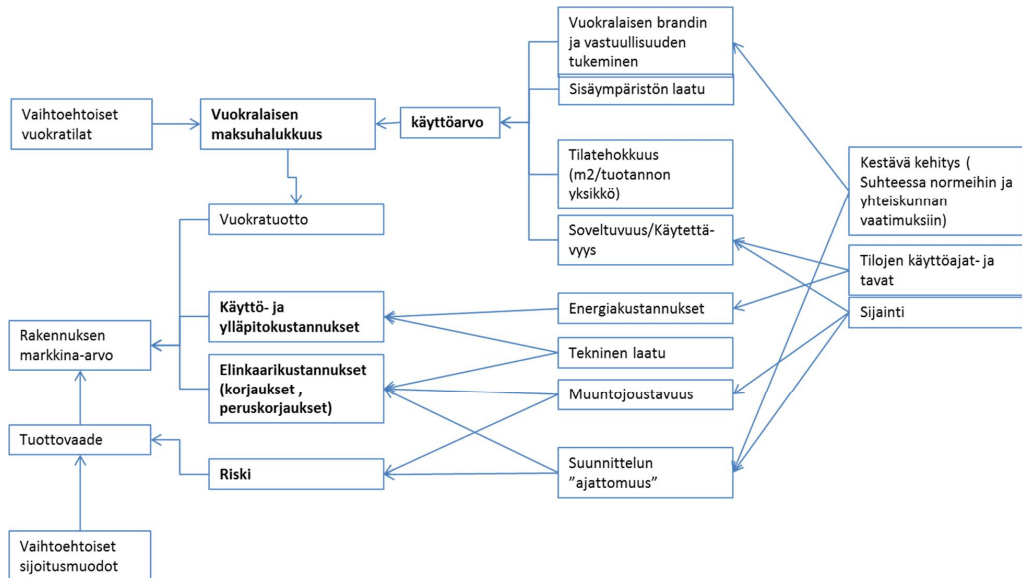 Vuokralaisen brandin
ja vastuullisuuden
tukeminen
Sisäympäristön laatu
Vaihtoehtoiset
vuokratilat
Vuokralaisen
maksuhalukkuus
käyttöarvo
Tilatehokkuus
(m2/tuotannon
yksikkö)
Kestävä kehitys (
Suhteessa normeihin ja
yhteiskunnan
vaatimuksiin)
Vuokratuotto
Soveltuvuus/Käytettä-
vyys
Tilojen käyttöajat- ja
tavat
Käyttö- ja
ylläpitokustannukset
Energiakustannukset
Sijainti
Rakennuksen
markkina-arvo
Elinkaarikustannukset
(korjaukset ,
peruskorjaukset)
Tekninen laatu
Muuntojoustavuus
Tuottovaade
Riski
Suunnittelun
”ajattomuus”
Vaihtoehtoiset
sijoitusmuodot